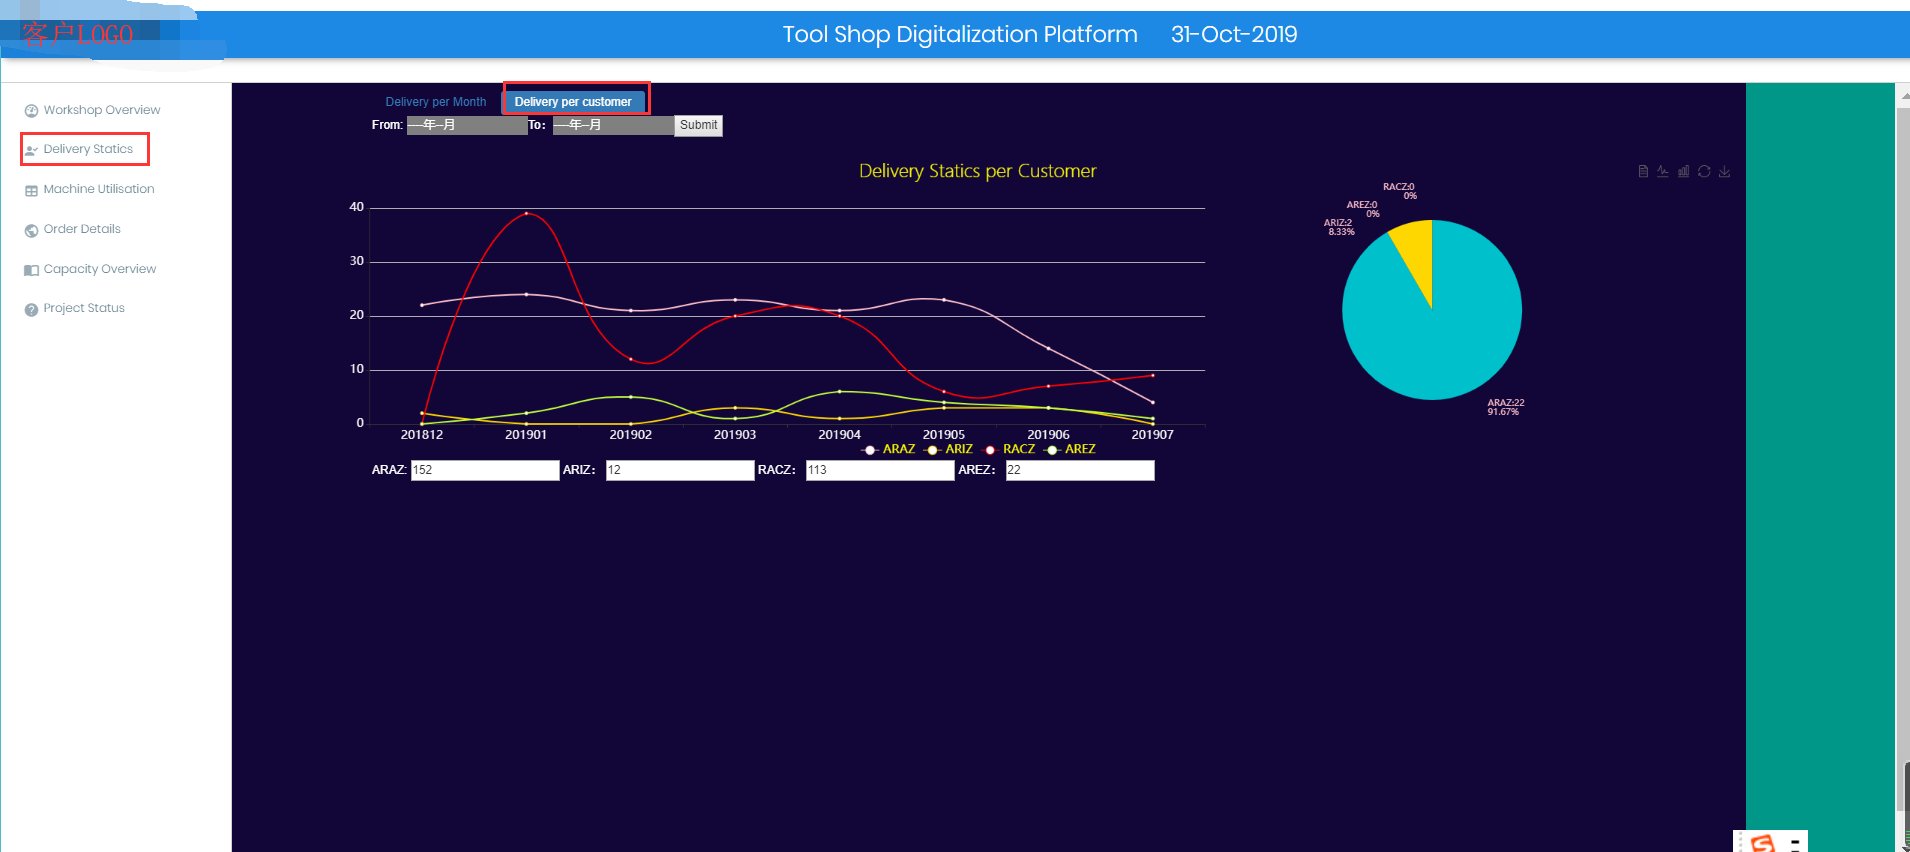 客户LOGO
Tool Shop Digitalization Platform 31-Oct-2019
Workshop Overview
Delivery Statics
Machine Utilisation
Order Details
Capacity Overview
Project Status
Delivery per Month
Delivery per customer
From: ----年--月 To: ----年--月 Submit
Delivery Statics per Customer
40
30
20
10
0
201812 201901 201902 201903 201904 201905 201906 201907
ARAZ ARIZ RACZ AREZ
ARAZ: 152 ARIZ: 12 RACZ: 113 AREZ: 22
RACZ:0
0%
AREZ:0
0%
ARIZ:2
8.33%
ARAZ:22
91.67%